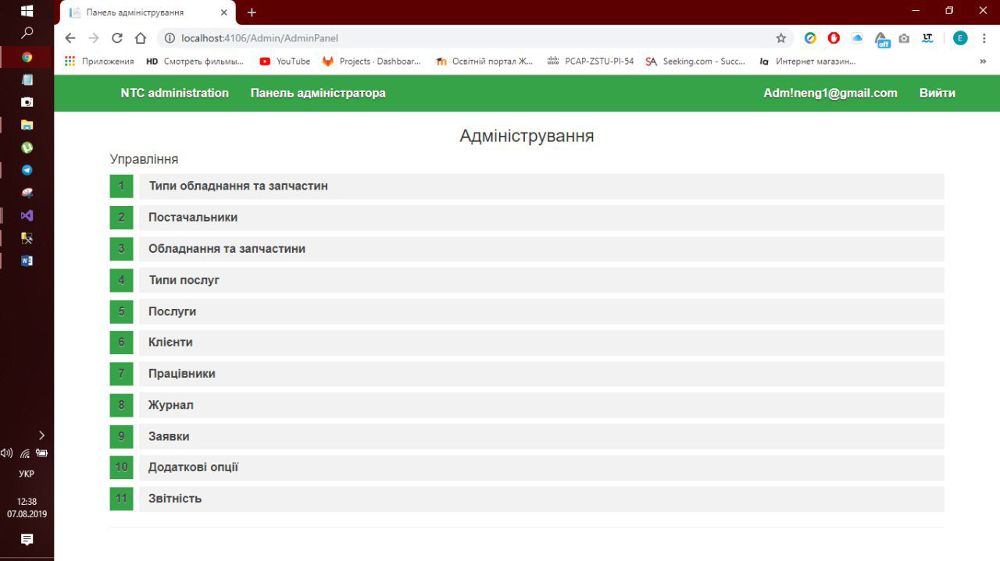 Панель адміністрування
localhost:4106/Admin/AdminPanel
Приложения
HD Смотреть фильмы...
YouTube
Projects · Dashboar...
Освітній портал Ж...
PCAP-ZSTU-PI-54
SA Seeking.com - Succ...
la Интернет магазин...
»
off
LT
E
NTC administration
Панель адміністратора
Adm!neng1@gmail.com
Вийти
Адміністрування
Управління
1 Типи обладнання та запчастин
2 Постачальники
3 Обладнання та запчастини
4 Типи послуг
5 Послуги
6 Клієнти
7 Працівники
8 Журнал
9 Заявки
10 Додаткові опції
11 Звітність
УКР
12:38
07.08.2019